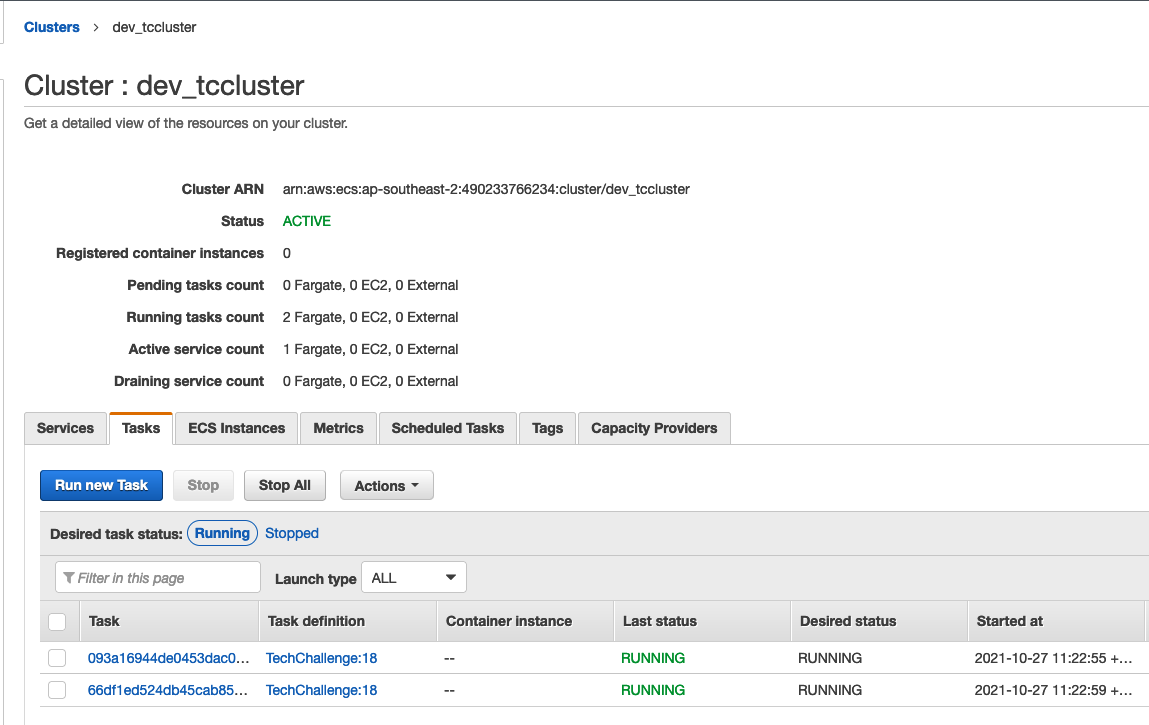 Clusters > dev_tccluster
Cluster : dev_tccluster
Get a detailed view of the resources on your cluster.
Cluster ARN arn:aws:ecs:ap-southeast-2:490233766234:cluster/dev_tccluster
Status ACTIVE
Registered container instances 0
Pending tasks count 0 Fargate, 0 EC2, 0 External
Running tasks count 2 Fargate, 0 EC2, 0 External
Active service count 1 Fargate, 0 EC2, 0 External
Draining service count 0 Fargate, 0 EC2, 0 External
Services Tasks ECS Instances Metrics Scheduled Tasks Tags Capacity Providers
Run new Task Stop Stop All Actions
Desired task status: Running Stopped
Filter in this page Launch type ALL
Task Task definition Container instance Last status Desired status Started at
093a16944de0453dac0... TechChallenge:18 -- RUNNING RUNNING 2021-10-27 11:22:55 +...
66df1ed524db45cab85... TechChallenge:18 -- RUNNING RUNNING 2021-10-27 11:22:59 +...